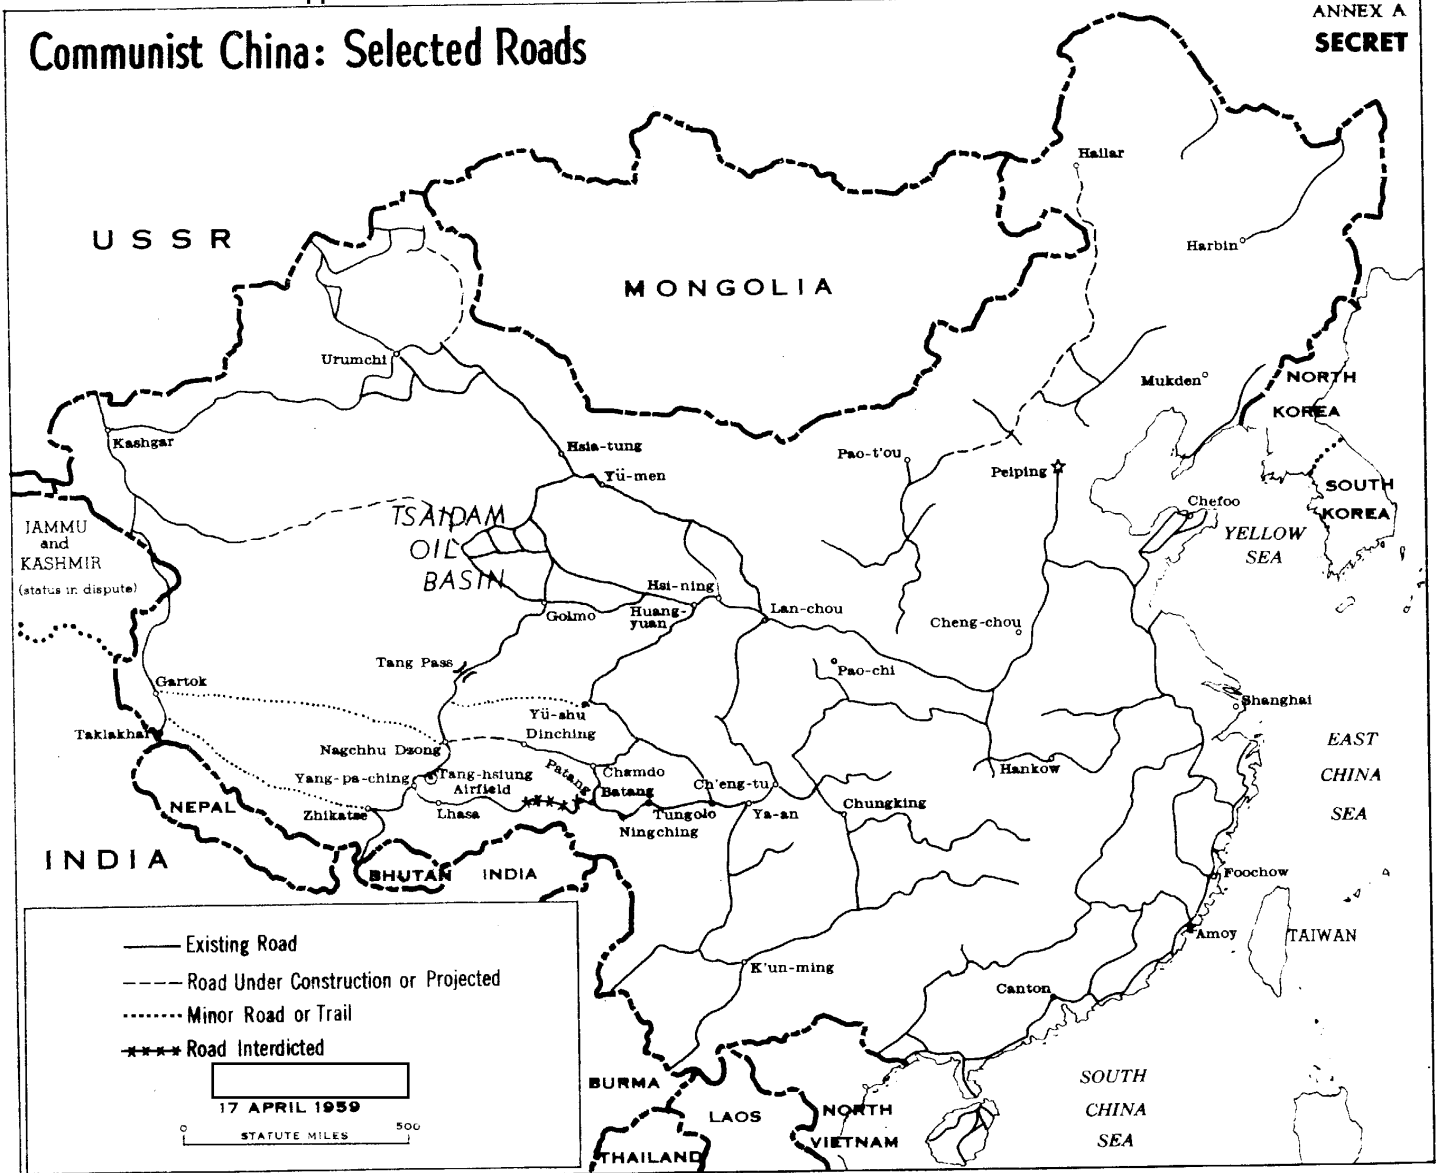 ANNEX A
SECRET
Communist China: Selected Roads
Hailar
USSR
Harbin
MONGOLIA
Urumchi
Mukden
NORTH
KOREA
Kashgar
Hsia-tung
Pao-t'ou
Peiping
Yü-men
SOUTH
KOREA
Chefoo
YELLOW
SEA
TSAIDAM
OIL
BASIN
JAMMU
and
KASHMIR
(status in dispute)
Hsi-ning
Golmo
Huang-
yuan
Lan-chou
Cheng-chou
Tang Pass
Pao-chi
Gartok
Shanghai
Yü-shu
Dinching
Taklakhar
Nagchhu Dzong
EAST
CHINA
SEA
Yang-pa-ching
Tang-hsiung
Airfield
Patang
Chamdo
Batang
Ch'eng-tu
Hankow
NEPAL
Zhikatse
Lhasa
Ningching
Tungolo
Ya-an
Chungking
INDIA
BHUTAN
INDIA
Foochow
Amoy
TAIWAN
K'un-ming
Canton
Existing Road
Road Under Construction or Projected
Minor Road or Trail
Road Interdicted
17 APRIL 1959
0 500
STATUTE MILES
BURMA
LAOS
THAILAND
NORTH
VIETNAM
SOUTH
CHINA
SEA